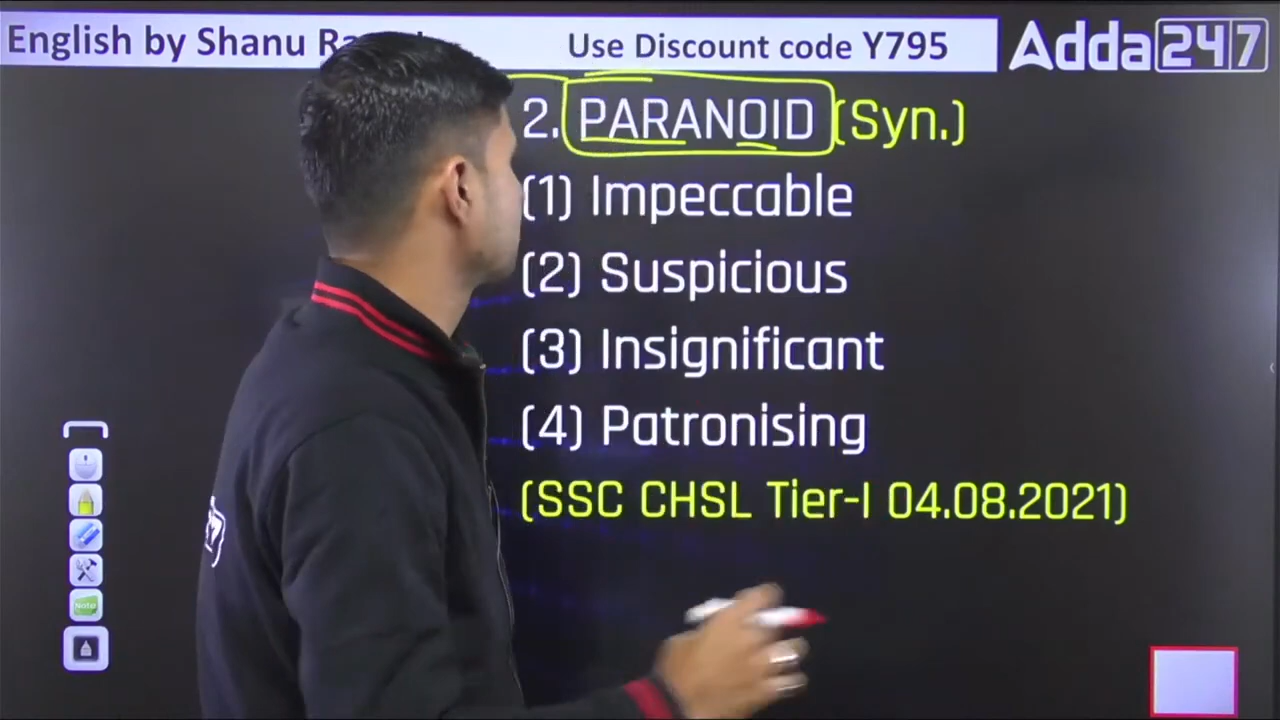 English by Shanu
Use Discount code Y795
Adda247
2. PARANOID (Syn.)
(1) Impeccable
(2) Suspicious
(3) Insignificant
(4) Patronising
(SSC CHSL Tier-I 04.08.2021)
Note